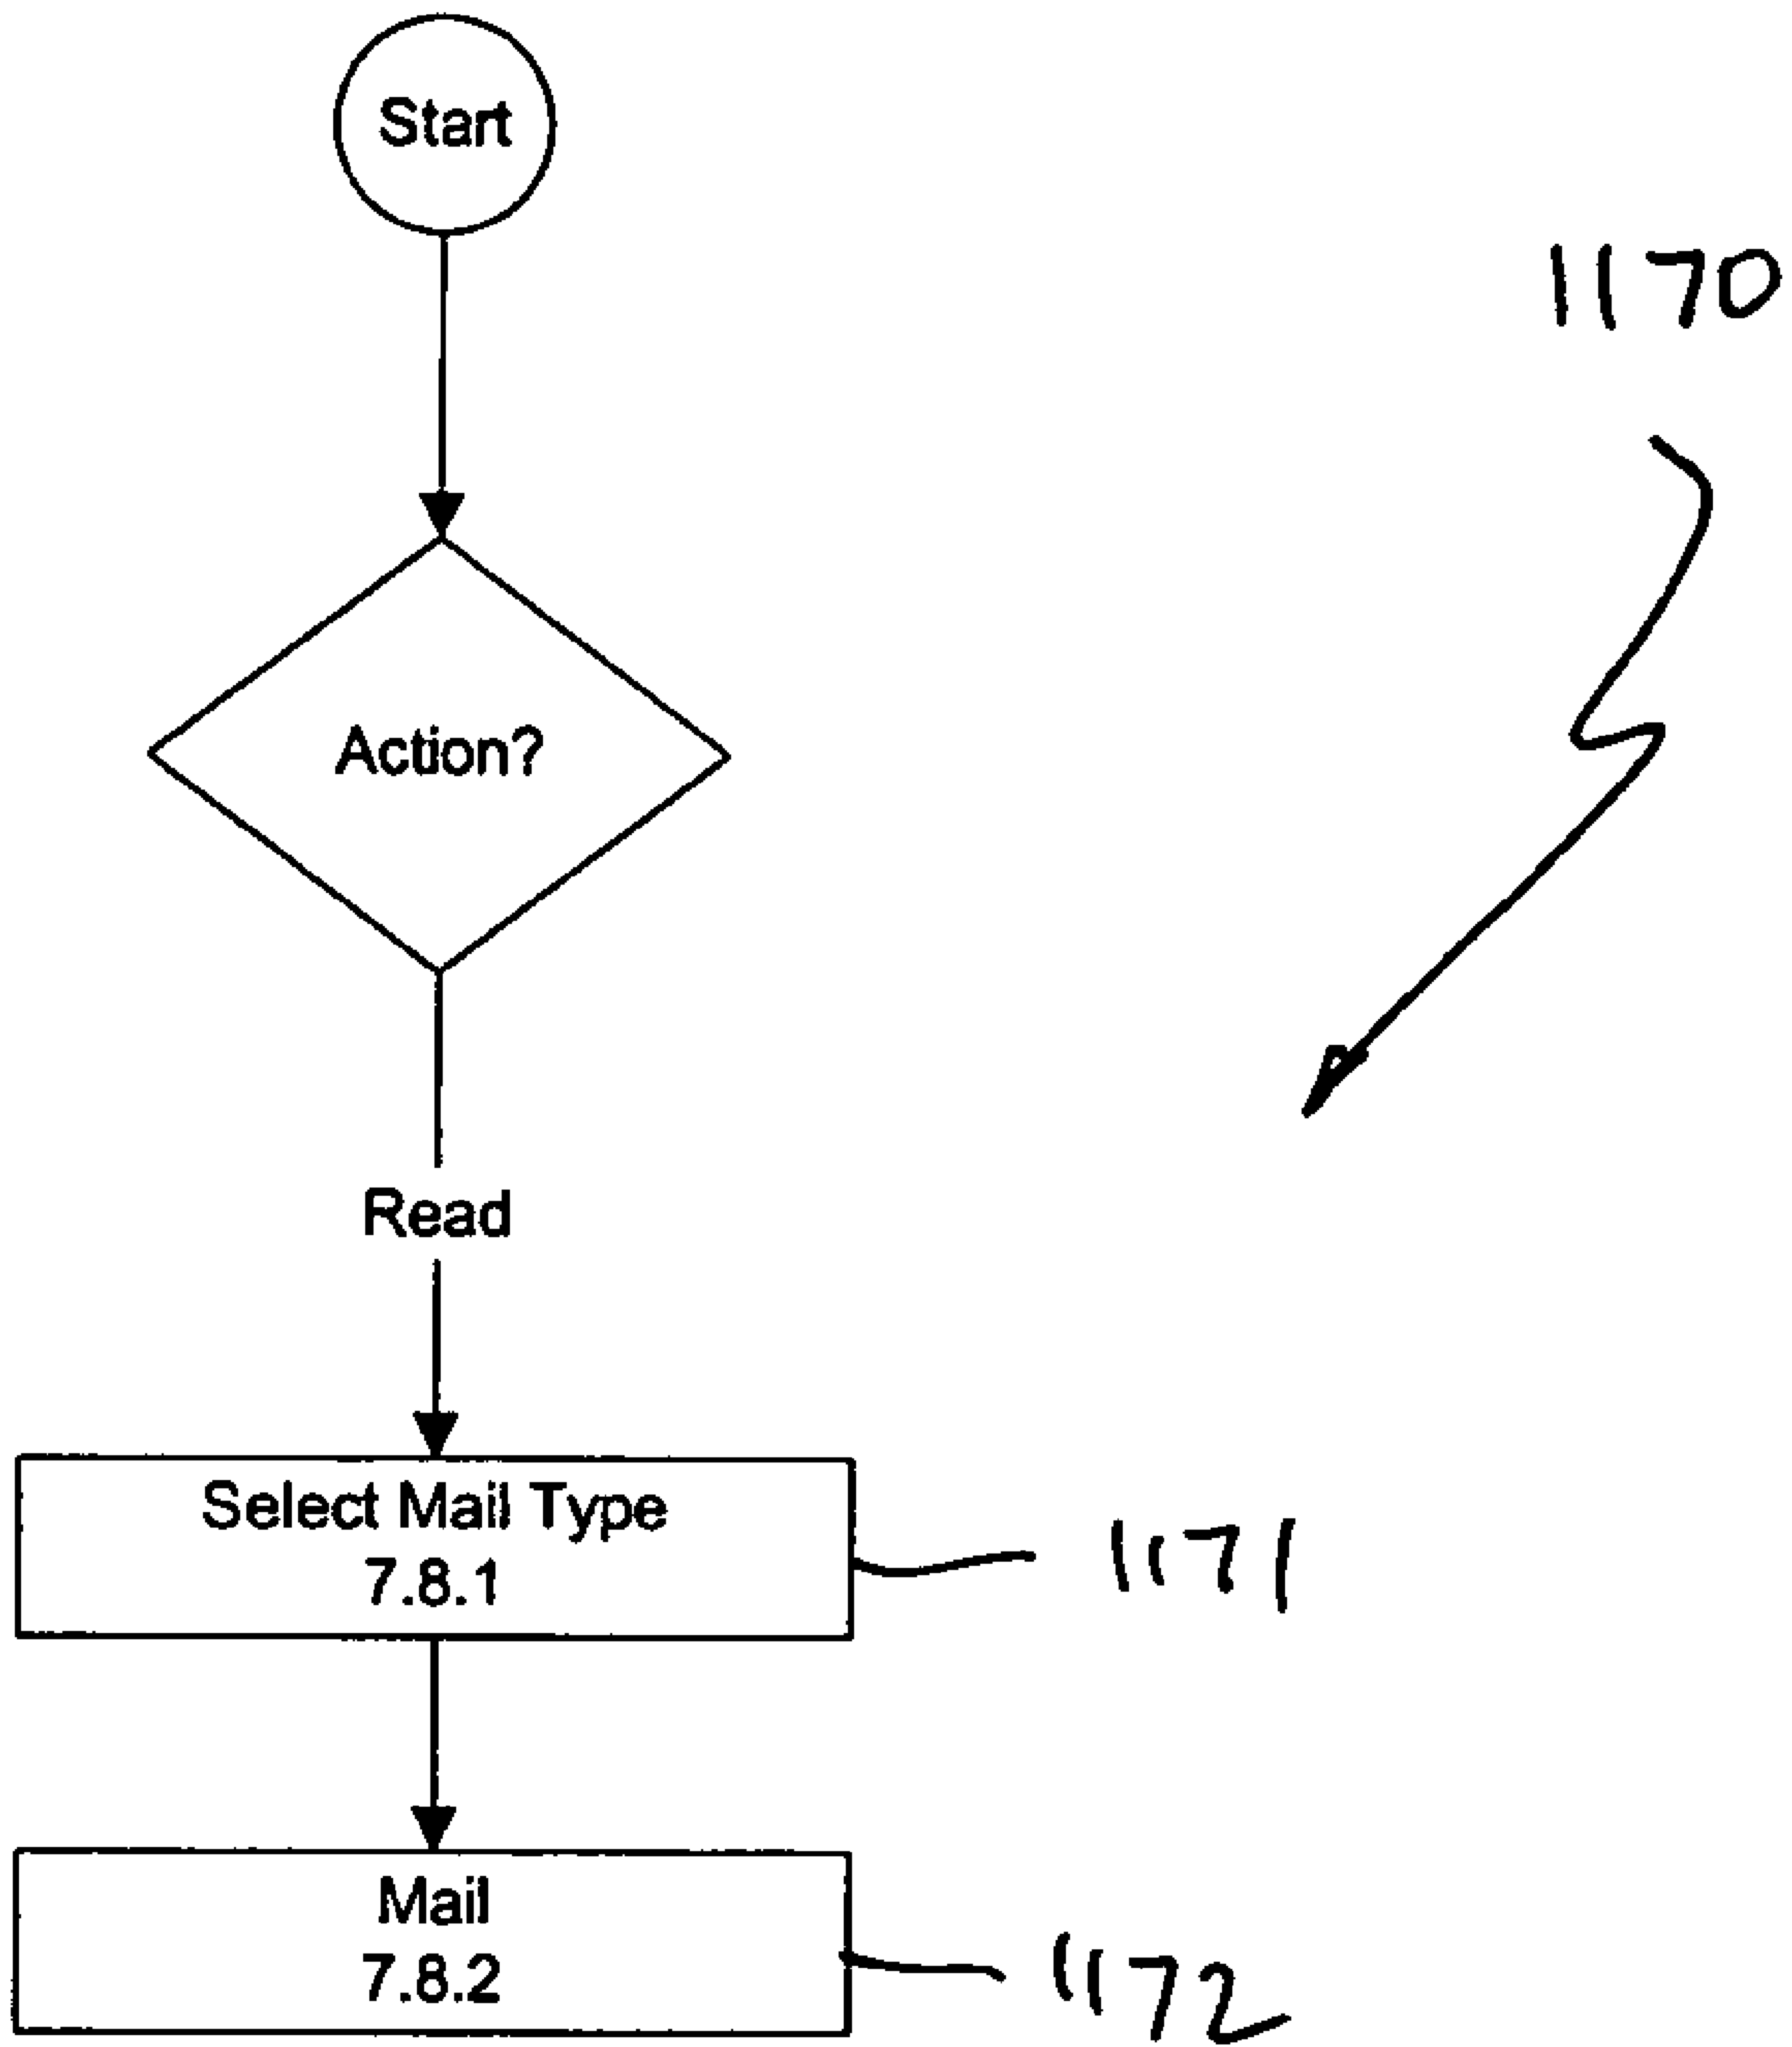 Start
1170
Action?
Read
Select Mail Type
7.8.1
1171
Mail
7.8.2
1172